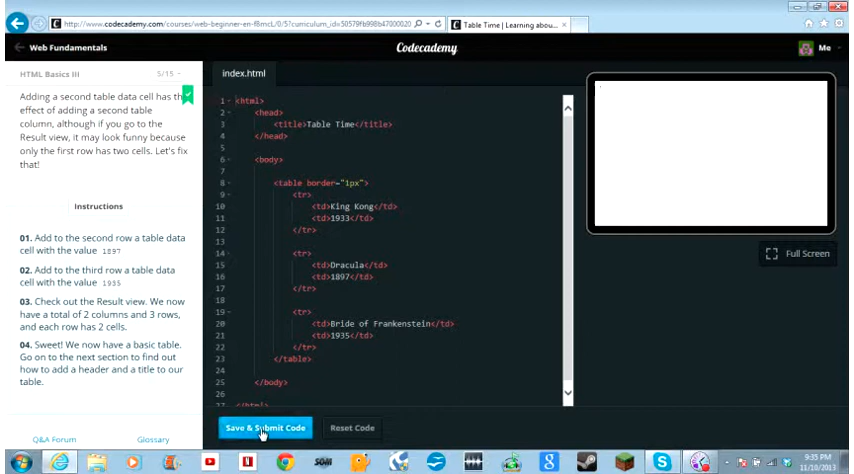 http://www.codecademy.com/courses/web-beginner-en-f8mcL/0/5?curriculum_id=50579fb998b47000020
Table Time | Learning abou...
Web Fundamentals
Codecademy
Me
HTML Basics III
5/15
index.html
Adding a second table data cell has the
effect of adding a second table
column, although if you go to the
Result view, it may look funny because
only the first row has two cells. Let's fix
that!
Instructions
01. Add to the second row a table data
cell with the value 1897
02. Add to the third row a table data
cell with the value 1935
03. Check out the Result view. We now
have a total of 2 columns and 3 rows,
and each row has 2 cells.
04. Sweet! We now have a basic table.
Go on to the next section to find out
how to add a header and a title to our
table.
Q&A Forum
Glossary
1 <html>
2 <head>
3 <title>Table Time</title>
4 </head>
5
6 <body>
7
8 <table border="1px">
9 <tr>
10 <td>King Kong</td>
11 <td>1933</td>
12 </tr>
13
14 <tr>
15 <td>Dracula</td>
16 <td>1897</td>
17 </tr>
18
19 <tr>
20 <td>Bride of Frankenstein</td>
21 <td>1935</td>
22 </tr>
23 </table>
24
25 </body>
26
27 </html>
Save & Submit Code
Reset Code
Full Screen
9:35 PM
11/10/2013